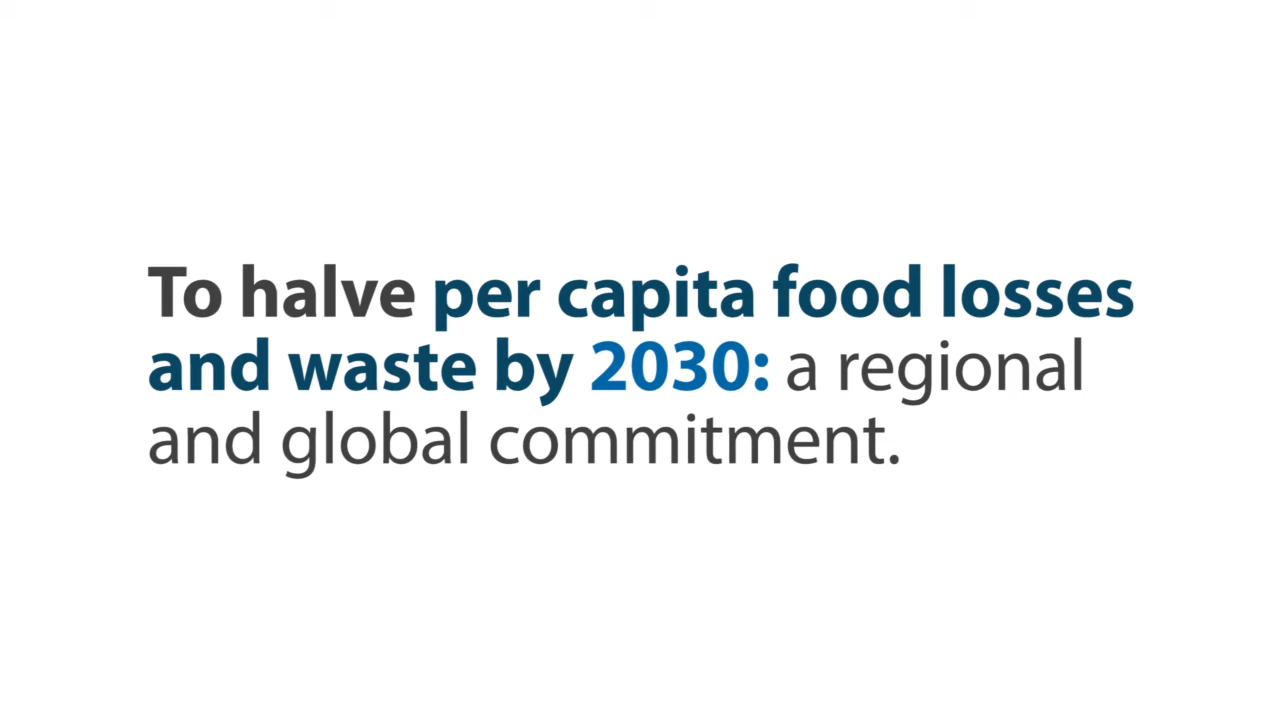 To halve per capita food losses
and waste by 2030: a regional
and global commitment.